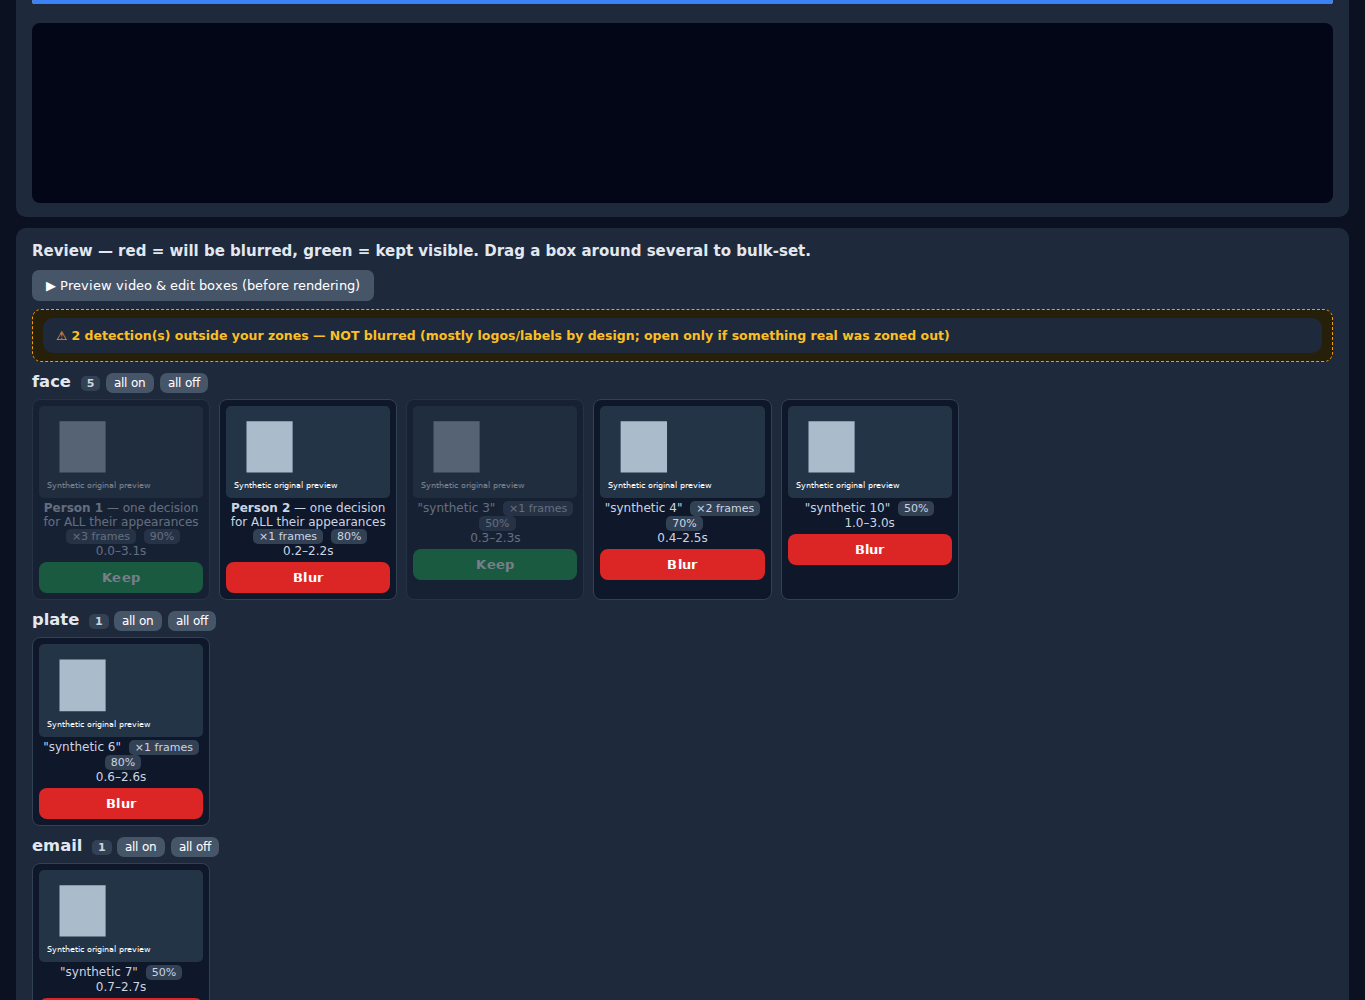 Review — red = will be blurred, green = kept visible. Drag a box around several to bulk-set.
▶ Preview video & edit boxes (before rendering)
⚠ 2 detection(s) outside your zones — NOT blurred (mostly logos/labels by design; open only if something real was zoned out)
face 5 all on all off
Synthetic original preview
Person 1 — one decision
for ALL their appearances
×3 frames 90%
0.0–3.1s
Keep
Synthetic original preview
Person 2 — one decision
for ALL their appearances
×1 frames 80%
0.2–2.2s
Blur
Synthetic original preview
"synthetic 3" ×1 frames
50%
0.3–2.3s
Keep
Synthetic original preview
"synthetic 4" ×2 frames
70%
0.4–2.5s
Blur
Synthetic original preview
"synthetic 10" 50%
1.0–3.0s
Blur
plate 1 all on all off
Synthetic original preview
"synthetic 6" ×1 frames
80%
0.6–2.6s
Blur
email 1 all on all off
Synthetic original preview
"synthetic 7" 50%
0.7–2.7s